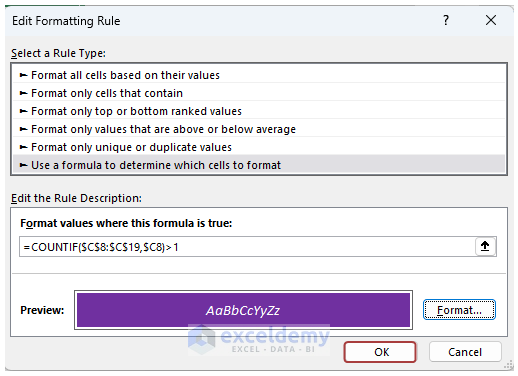 Edit Formatting Rule
? X
Select a Rule Type:
► Format all cells based on their values
► Format only cells that contain
► Format only top or bottom ranked values
► Format only values that are above or below average
► Format only unique or duplicate values
► Use a formula to determine which cells to format
Edit the Rule Description:
Format values where this formula is true:
=COUNTIF($C$8:$C$19,$C8)>1
Preview: AaBbCcYyZz Format...
exceldemy
EXCEL - DATA - BI
OK Cancel